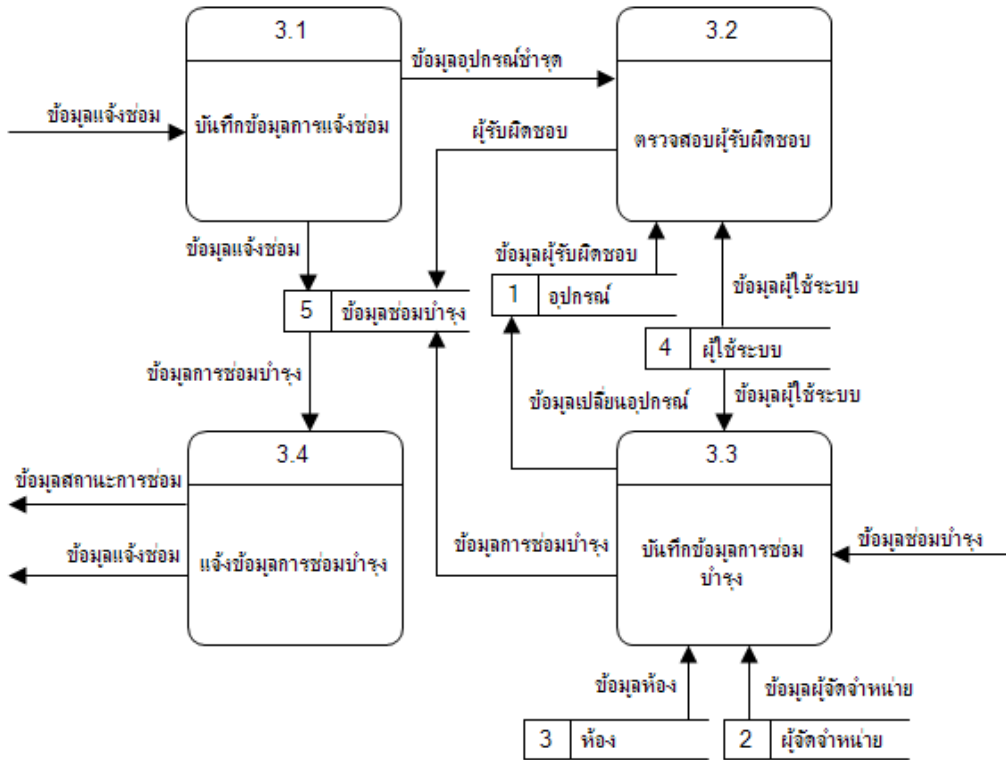 3.1
3.2
ข้อมูลอุปกรณ์ชำรุด
ข้อมูลแจ้งซ่อม
บันทึกข้อมูลการแจ้งซ่อม
ผู้รับผิดชอบ
ตรวจสอบผู้รับผิดชอบ
ข้อมูลแจ้งซ่อม
ข้อมูลผู้รับผิดชอบ
ข้อมูลผู้ใช้ระบบ
5 ข้อมูลซ่อมบำรุง
1 อุปกรณ์
4 ผู้ใช้ระบบ
ข้อมูลการซ่อมบำรุง
ข้อมูลเปลี่ยนอุปกรณ์
ข้อมูลผู้ใช้ระบบ
3.4
3.3
ข้อมูลสถานะการซ่อม
ข้อมูลแจ้งซ่อม
แจ้งข้อมูลการซ่อมบำรุง
ข้อมูลการซ่อมบำรุง
บันทึกข้อมูลการซ่อม
บำรุง
ข้อมูลซ่อมบำรุง
ข้อมูลห้อง
ข้อมูลผู้จัดจำหน่าย
3 ห้อง
2 ผู้จัดจำหน่าย